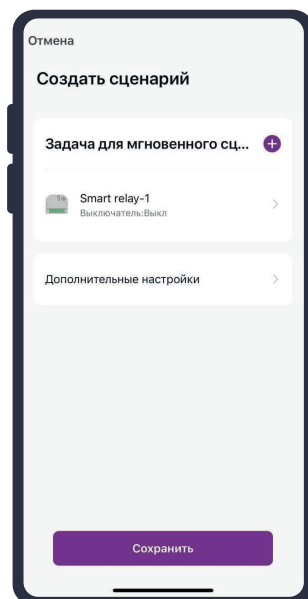 Отмена
Создать сценарий
Задача для мгновенного сц...
Smart relay-1
Выключатель:Выкл
Дополнительные настройки
Сохранить